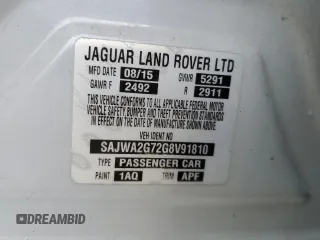 JAGUAR LAND ROVER LTD
MFD DATE 08/15 GVWR 5291
GAWR F 2492 R 2911
THIS VEHICLE CONFORMS TO ALL APPLICABLE FEDERAL MOTOR
VEHICLE SAFETY, BUMPER AND THEFT PREVENTION STANDARDS
IN EFFECT ON THE DATE OF MANUFACTURE SHOWN ABOVE
VEH IDENT NO
SAJWA2G72G8V91810
TYPE PASSENGER CAR
PAINT 1AQ TRIM APF
© DREAMBID
DREAMBID.COM